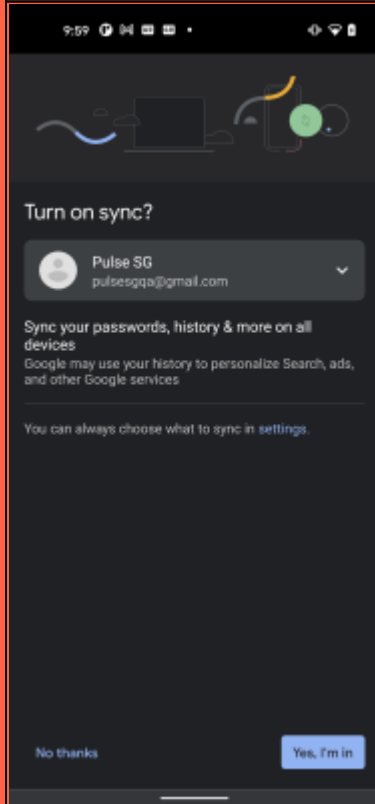 9:59
Turn on sync?
Pulse SG
pulsesgqa@gmail.com
Sync your passwords, history & more on all
devices
Google may use your history to personalize Search, ads,
and other Google services
You can always choose what to sync in settings.
No thanks
Yes, I'm in